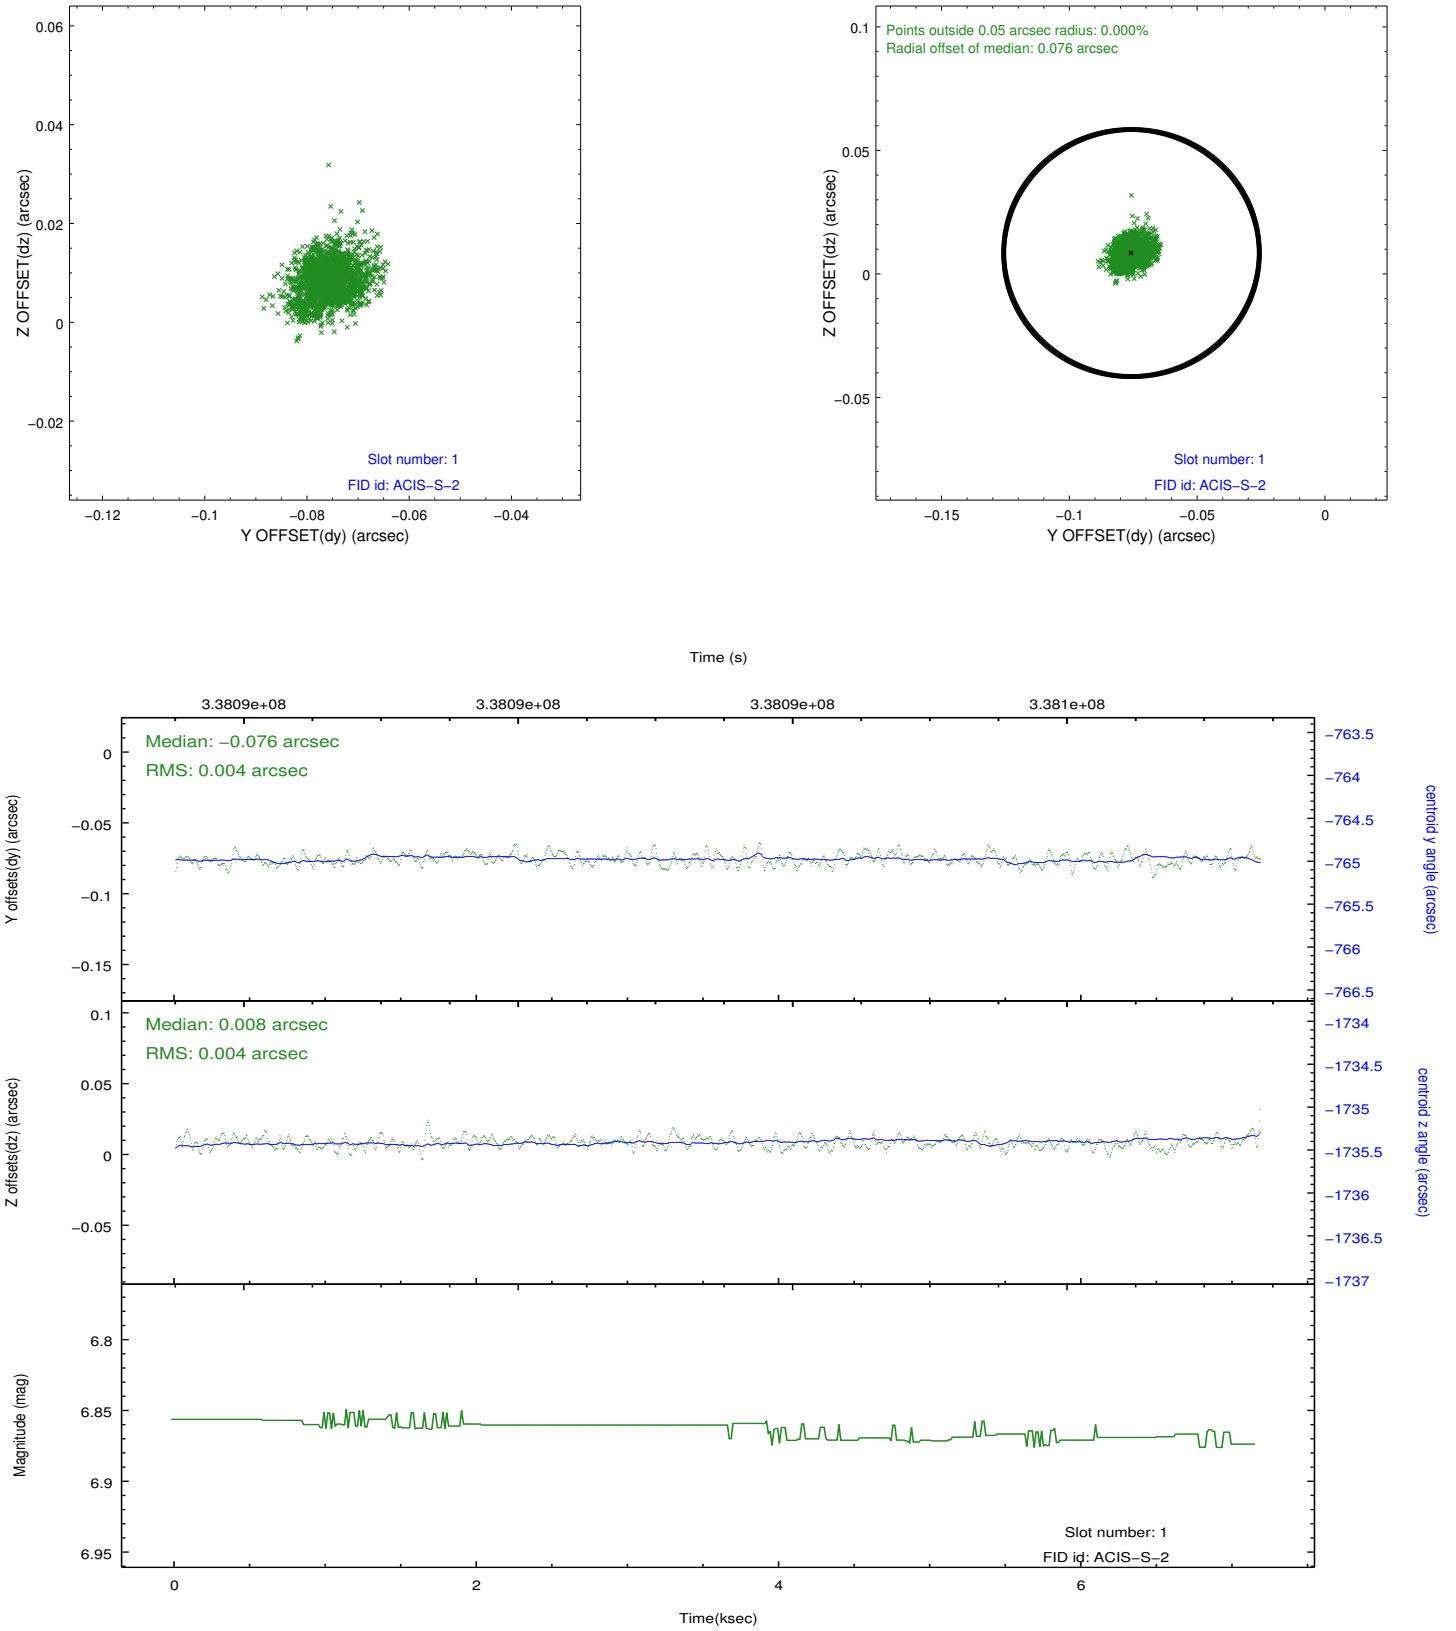 0.06
0.04
0.02
0
−0.02
−0.12
−0.1
−0.08
−0.06
−0.04
Z OFFSET(dz) (arcsec)
Y OFFSET(dy) (arcsec)
Slot number: 1
FID id: ACIS−S−2
Points outside 0.05 arcsec radius: 0.000%
Radial offset of median: 0.076 arcsec
0.1
0.05
0
−0.05
−0.15
−0.1
−0.05
0
Z OFFSET(dz) (arcsec)
Y OFFSET(dy) (arcsec)
Slot number: 1
FID id: ACIS−S−2
Time (s)
3.3809e+08
3.3809e+08
3.3809e+08
3.381e+08
Median: −0.076 arcsec
RMS: 0.004 arcsec
0
−0.05
−0.1
−0.15
Y offsets(dy) (arcsec)
−763.5
−764
−764.5
−765
−765.5
−766
−766.5
centroid y angle (arcsec)
Median: 0.008 arcsec
RMS: 0.004 arcsec
0.1
0.05
0
−0.05
Z offsets(dz) (arcsec)
−1734
−1734.5
−1735
−1735.5
−1736
−1736.5
−1737
centroid z angle (arcsec)
6.8
6.85
6.9
6.95
Magnitude (mag)
Slot number: 1
FID id: ACIS−S−2
0
2
4
6
Time(ksec)